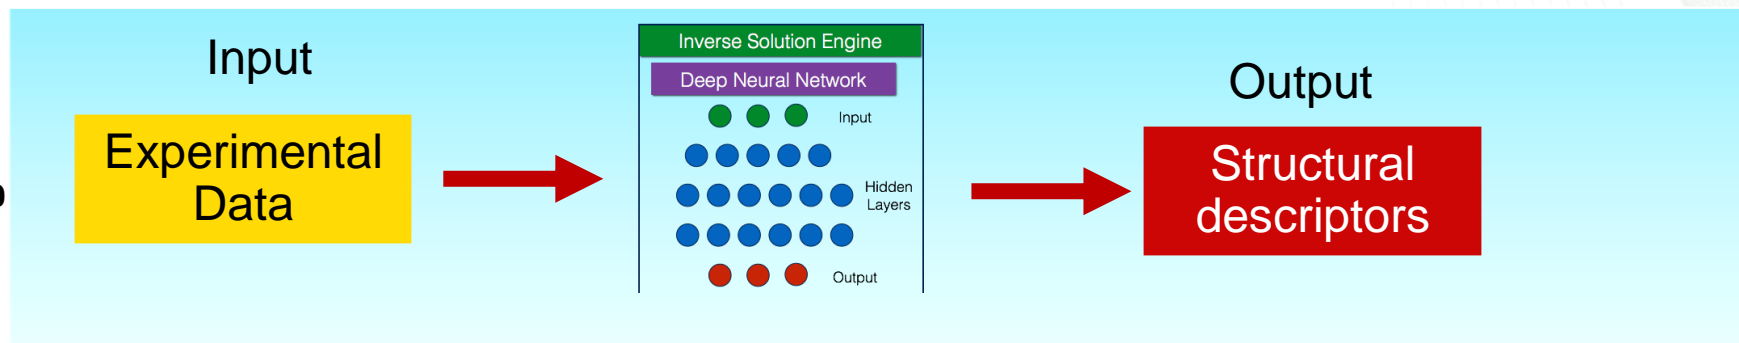 Input
Experimental
Data
Inverse Solution Engine
Deep Neural Network
Input
Hidden
Layers
Output
Output
Structural
descriptors